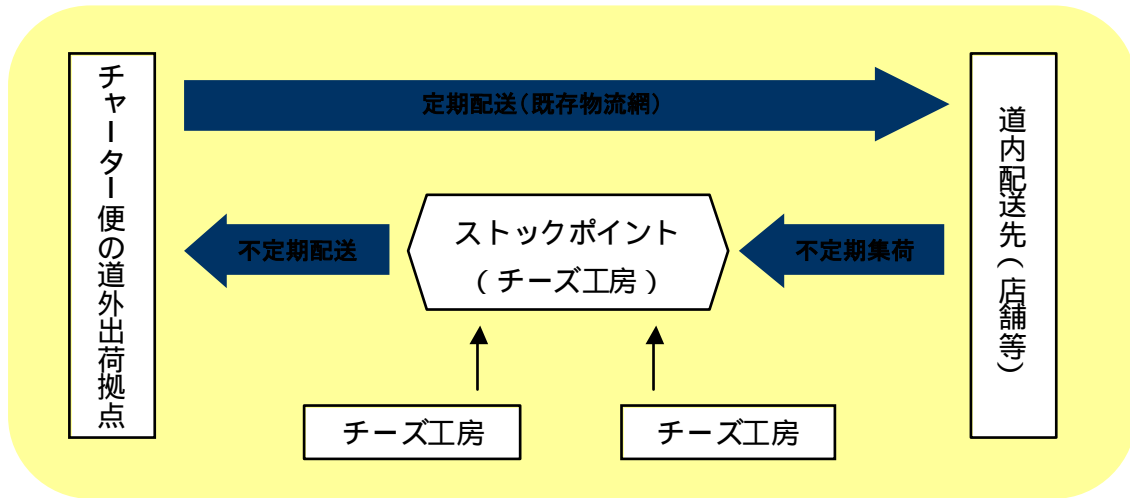 チャーター便の道外出荷拠点
定期配送（既存物流網）
道内配送先（店舗等）
ストックポイント
（チーズ工房）
不定期配送
不定期集荷
チーズ工房
チーズ工房